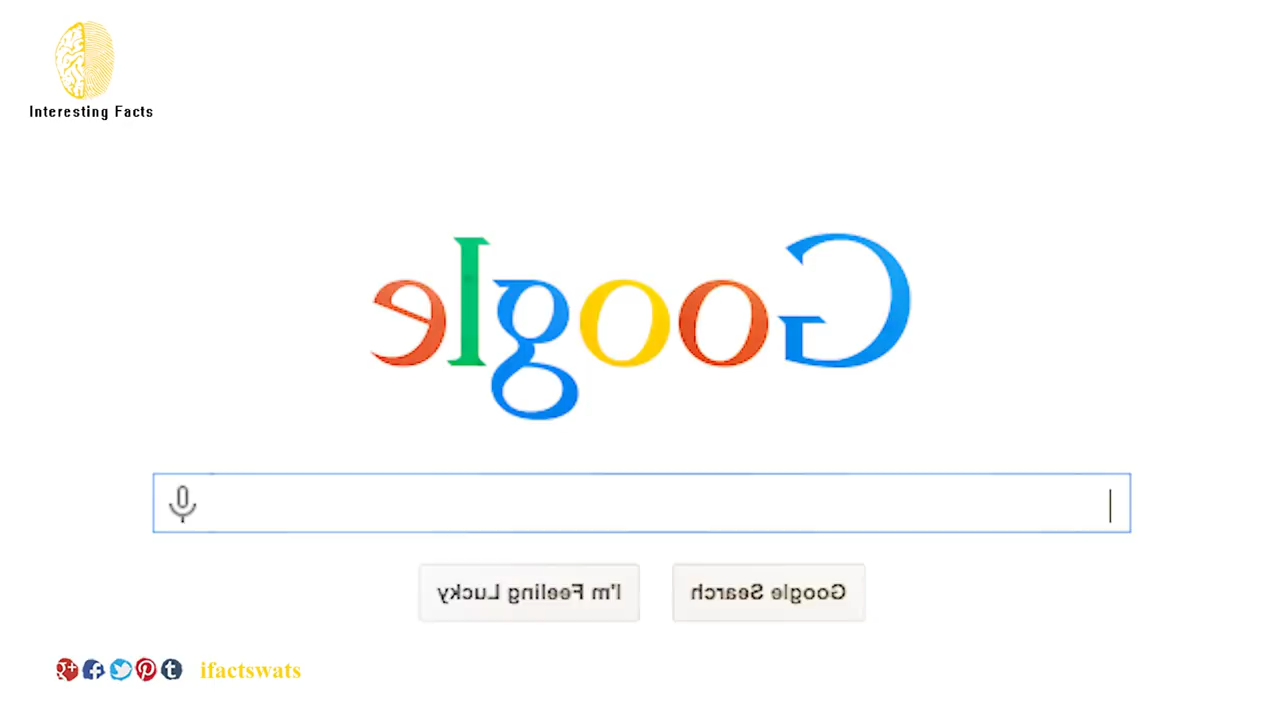 Interesting Facts
Google
I'm Feeling Lucky
Google Search
g+ f t ifactswats